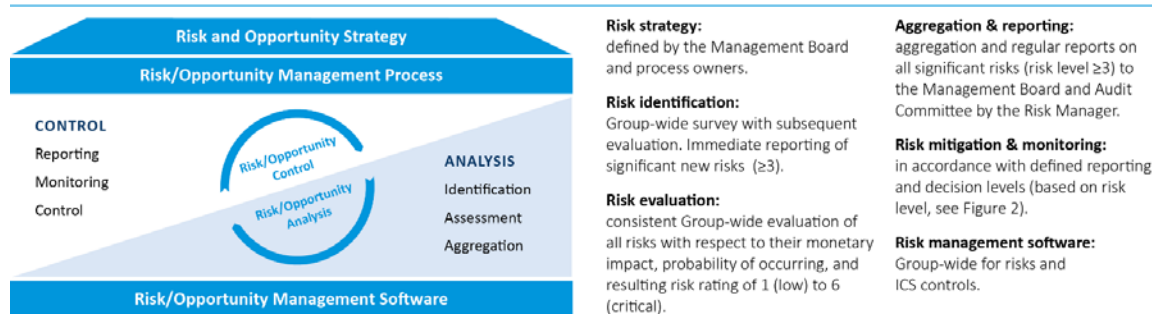 Risk and Opportunity Strategy
Risk/Opportunity Management Process
CONTROL
Reporting
Monitoring
Control
Risk/Opportunity
Control
Risk/Opportunity
Analysis
ANALYSIS
Identification
Assessment
Aggregation
Risk/Opportunity Management Software
Risk strategy:
defined by the Management Board
and process owners.
Risk identification:
Group-wide survey with subsequent
evaluation. Immediate reporting of
significant new risks (≥3).
Risk evaluation:
consistent Group-wide evaluation of
all risks with respect to their monetary
impact, probability of occurring, and
resulting risk rating of 1 (low) to 6
(critical).
Aggregation & reporting:
aggregation and regular reports on
all significant risks (risk level ≥3) to
the Management Board and Audit
Committee by the Risk Manager.
Risk mitigation & monitoring:
in accordance with defined reporting
and decision levels (based on risk
level, see Figure 2).
Risk management software:
Group-wide for risks and
ICS controls.